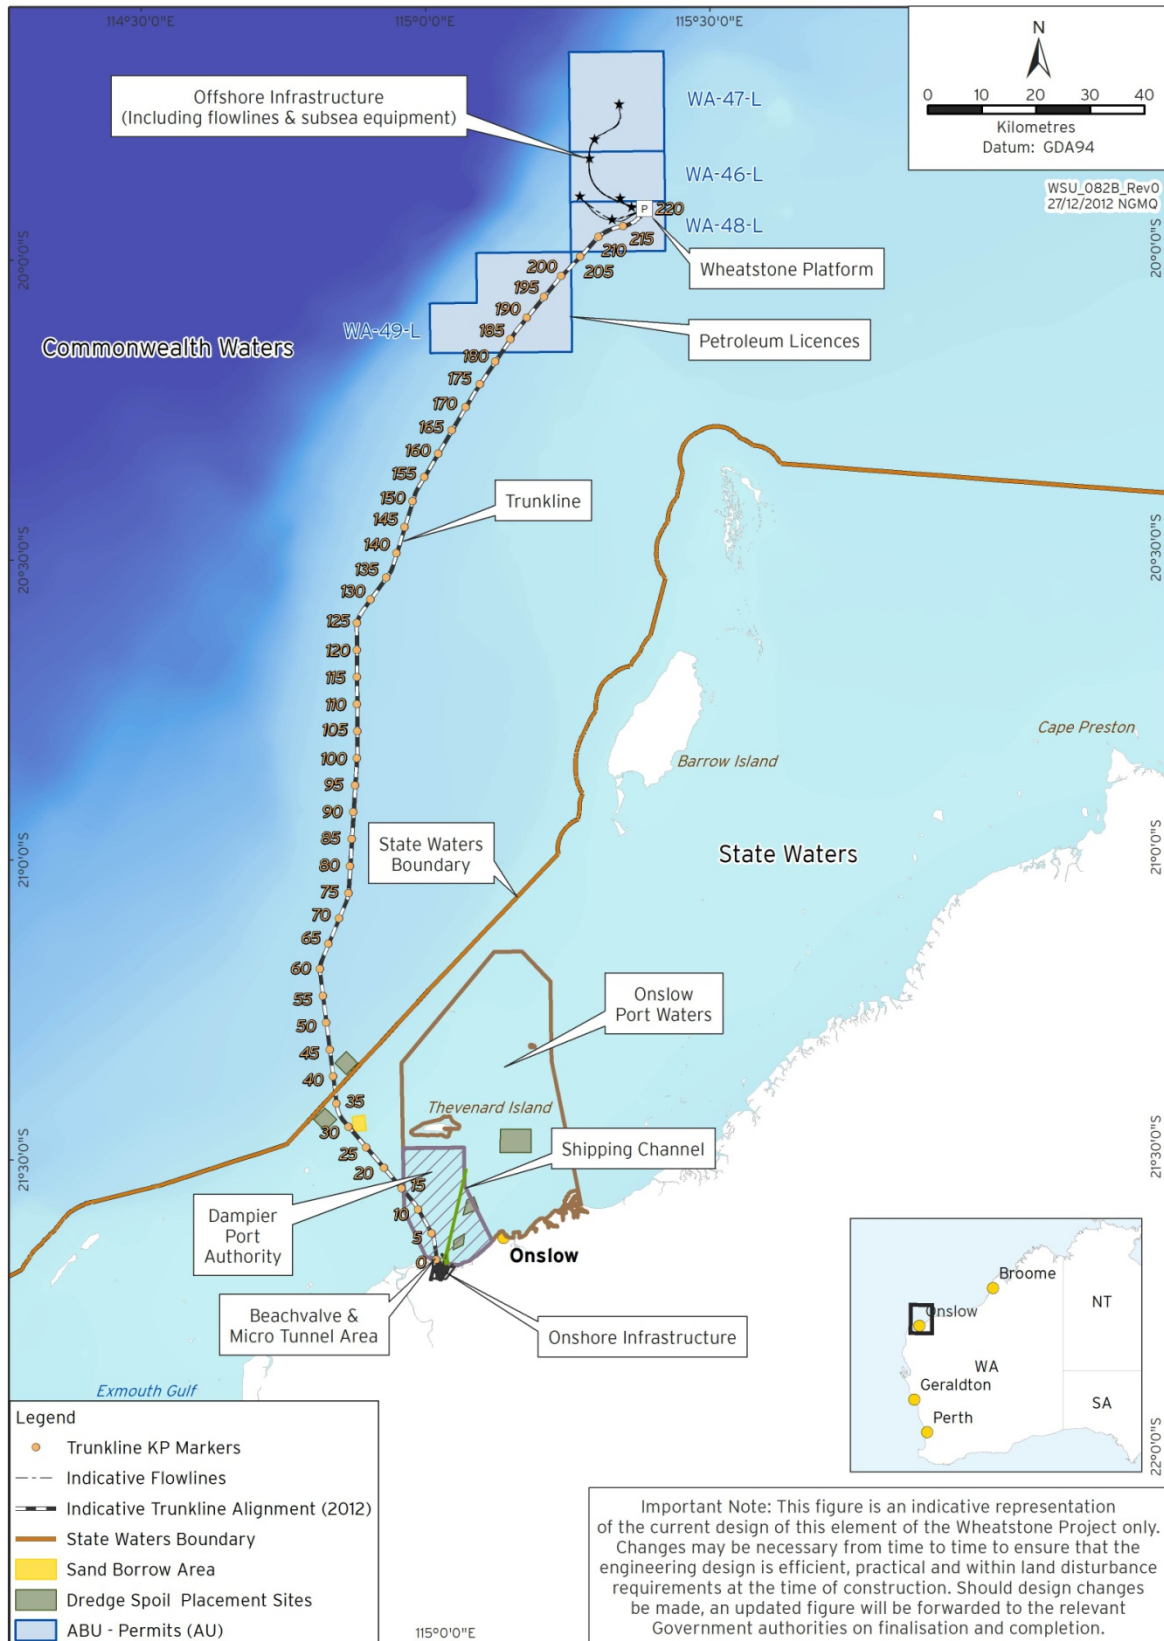 114°30'0"E
115°0'0"E
115°30'0"E
N
0 10 20 30 40
Kilometres
Datum: GDA94
WSU_082B_Rev0
27/12/2012 NGMQ
Offshore Infrastructure
(Including flowlines & subsea equipment)
WA-47-L
WA-46-L
WA-48-L
P
220
215
210
205
200
195
190
185
180
175
170
165
160
155
150
145
140
135
130
125
120
115
110
105
100
95
90
85
80
75
70
65
60
55
50
45
40
35
30
25
20
15
10
5
0
Wheatstone Platform
Petroleum Licences
WA-49-L
Commonwealth Waters
20°0'0"S
20°0'0"S
Trunkline
20°30'0"S
20°30'0"S
Barrow Island
Cape Preston
State Waters
Boundary
State Waters
21°0'0"S
21°0'0"S
Onslow
Port Waters
Thevenard Island
Shipping Channel
21°30'0"S
21°30'0"S
Dampier
Port
Authority
Onslow
Beachvalve &
Micro Tunnel Area
Onshore Infrastructure
Exmouth Gulf
Broome
Onslow
NT
WA
Geraldton
SA
Perth
22°0'0"S
Legend
Trunkline KP Markers
Indicative Flowlines
Indicative Trunkline Alignment (2012)
State Waters Boundary
Sand Borrow Area
Dredge Spoil Placement Sites
ABU - Permits (AU)
115°0'0"E
Important Note: This figure is an indicative representation
of the current design of this element of the Wheatstone Project only.
Changes may be necessary from time to time to ensure that the
engineering design is efficient, practical and within land disturbance
requirements at the time of construction. Should design changes
be made, an updated figure will be forwarded to the relevant
Government authorities on finalisation and completion.